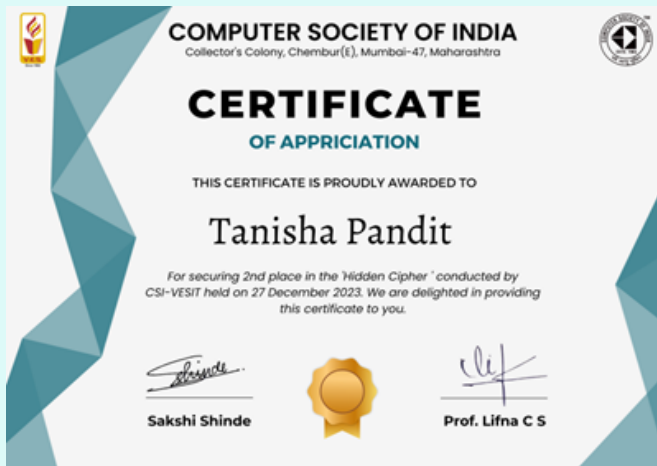 COMPUTER SOCIETY OF INDIA
Collector's Colony, Chembur(E), Mumbai-47, Maharashtra
V.E.S.
CERTIFICATE
OF APPRICIATION
THIS CERTIFICATE IS PROUDLY AWARDED TO
Tanisha Pandit
For securing 2nd place in the 'Hidden Cipher ' conducted by
CSI-VESIT held on 27 December 2023. We are delighted in providing
this certificate to you.
Shinde
Sakshi Shinde
Prof. Lifna C S